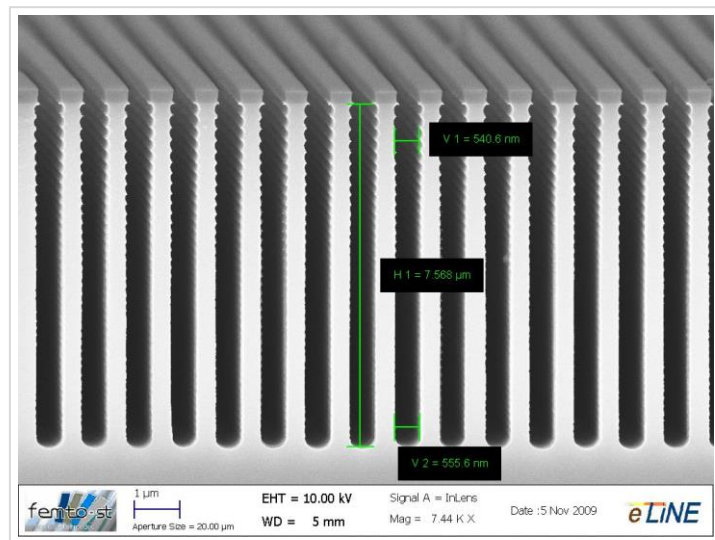 V 1 = 540.6 nm
H 1 = 7.568 µm
V 2 = 555.6 nm
femto-st
1 µm
Aperture Size = 20.00 µm
EHT = 10.00 kV
WD = 5 mm
Signal A = InLens
Mag = 7.44 K X
Date :5 Nov 2009
eLiNE